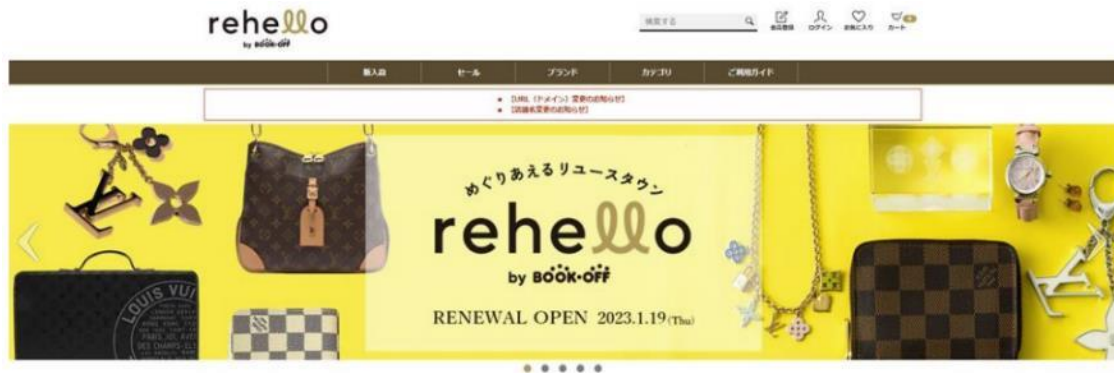 rehello
by BOOK-OFF
検索する
会員登録 ログイン お気に入り カート
新入荷 セール ブランド カテゴリ ご利用ガイド
【URL（ドメイン）変更のお知らせ】
【店舗名変更のお知らせ】
めぐりあえるリユースタウン
rehello
by BOOK・OFF
RENEWAL OPEN 2023.1.19(Thu)
LOUIS VUI